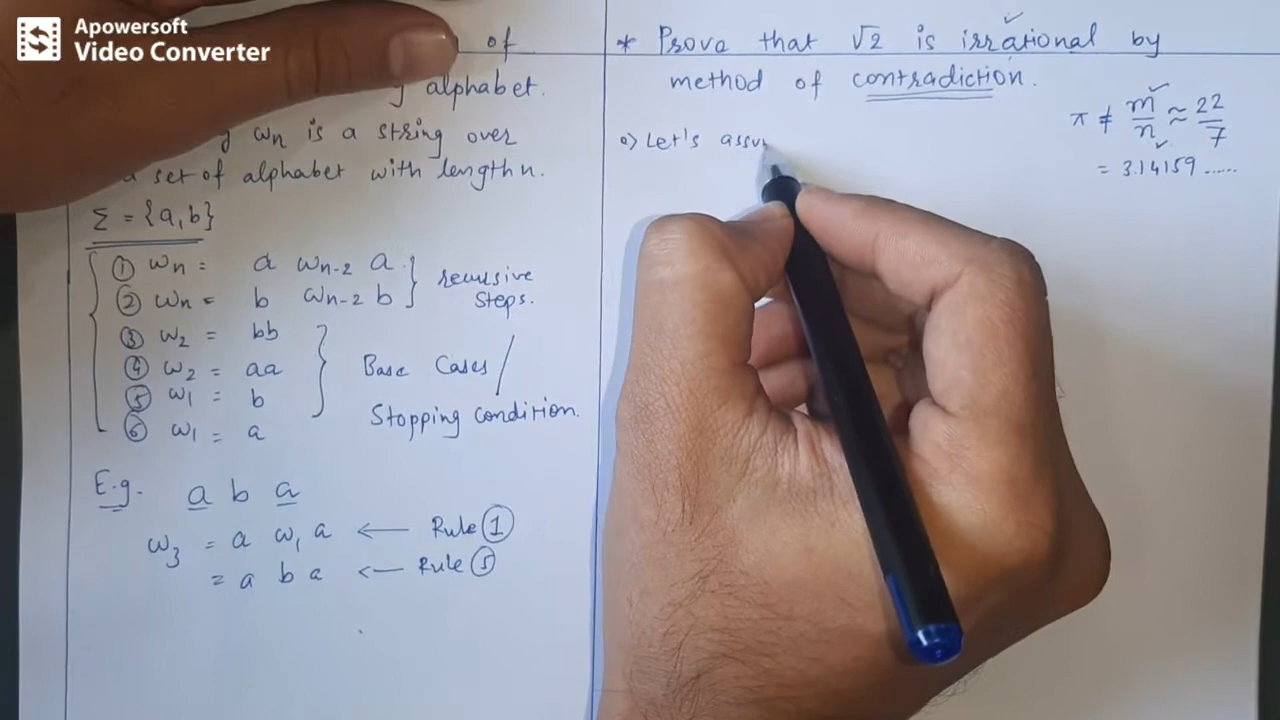 Apowersoft
Video Converter
of
alphabet.
wn is a string over
set of alphabet with length n.
Σ = {a,b}
① wn = a wn-2 a
② wn = b wn-2 b
recursive
steps.
③ w2 = bb
④ w2 = aa
⑤ w1 = b
⑥ w1 = a
Base Cases /
Stopping condition.
E.g. a b a
w3 = a w1 a ← Rule ①
= a b a ← Rule ⑤
* Prove that √2 is irrational by
method of contradiction.
π ≠ m/n ≈ 22/7
= 3.14159......
o) Let's assu